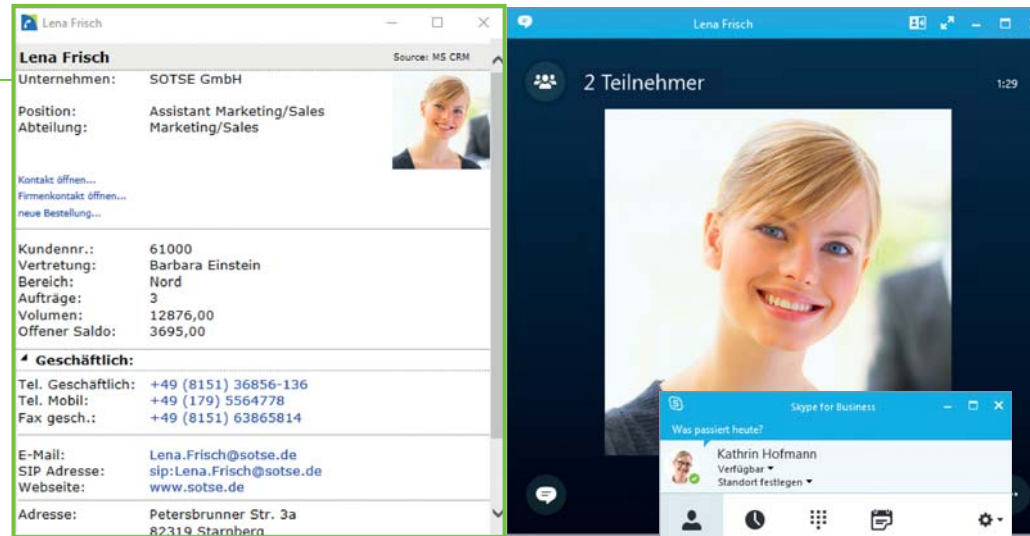 Lena Frisch
Lena Frisch Source: MS CRM
Unternehmen: SOTSE GmbH
Position: Assistant Marketing/Sales
Abteilung: Marketing/Sales
Kontakt öffnen...
Firmenkontakt öffnen...
neue Bestellung...
Kundennr.: 61000
Vertretung: Barbara Einstein
Bereich: Nord
Aufträge: 3
Volumen: 12876,00
Offener Saldo: 3695,00
Geschäftlich:
Tel. Geschäftlich: +49 (8151) 36856-136
Tel. Mobil: +49 (179) 5564778
Fax gesch.: +49 (8151) 63865814
E-Mail: Lena.Frisch@sotse.de
SIP Adresse: sip:Lena.Frisch@sotse.de
Webseite: www.sotse.de
Adresse: Petersbrunner Str. 3a
82319 Starnberg
Lena Frisch
2 Teilnehmer 1:29
Skype for Business
Was passiert heute?
Kathrin Hofmann
Verfügbar
Standort festlegen